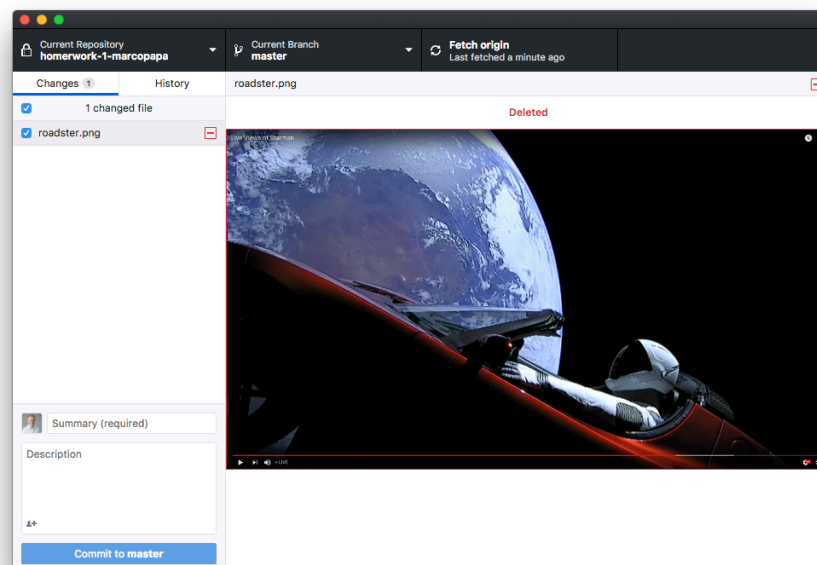 Current Repository
homerwork-1-marcopapa
Current Branch
master
Fetch origin
Last fetched a minute ago
Changes 1
History
roadster.png
1 changed file
Deleted
roadster.png
Live Views of Starman
LIVE
Summary (required)
Description
Commit to master